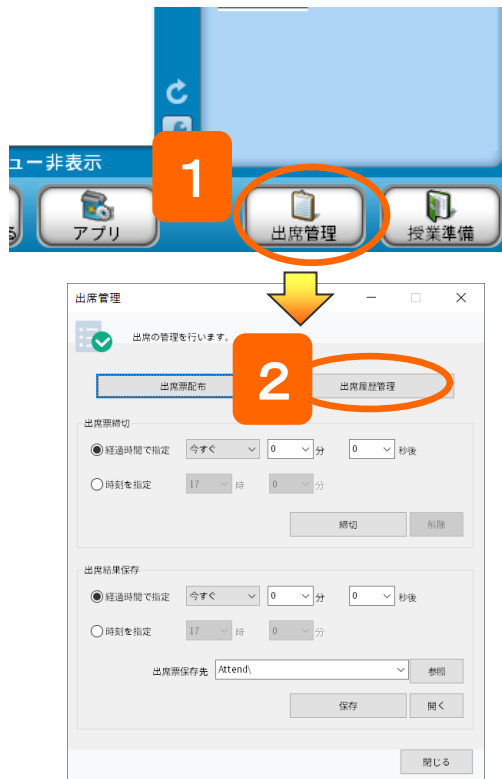 ュー非表示
1
る
アプリ
出席管理
授業準備
出席管理
出席の管理を行います。
2
出席票配布
出席履歴管理
出席票締切
経過時間で指定 今すぐ 0 分 0 秒後
時刻を指定 17 時 0 分
締切 解除
出席結果保存
経過時間で指定 今すぐ 0 分 0 秒後
時刻を指定 17 時 0 分
出席票保存先 Attend\ 参照
保存 開く
閉じる